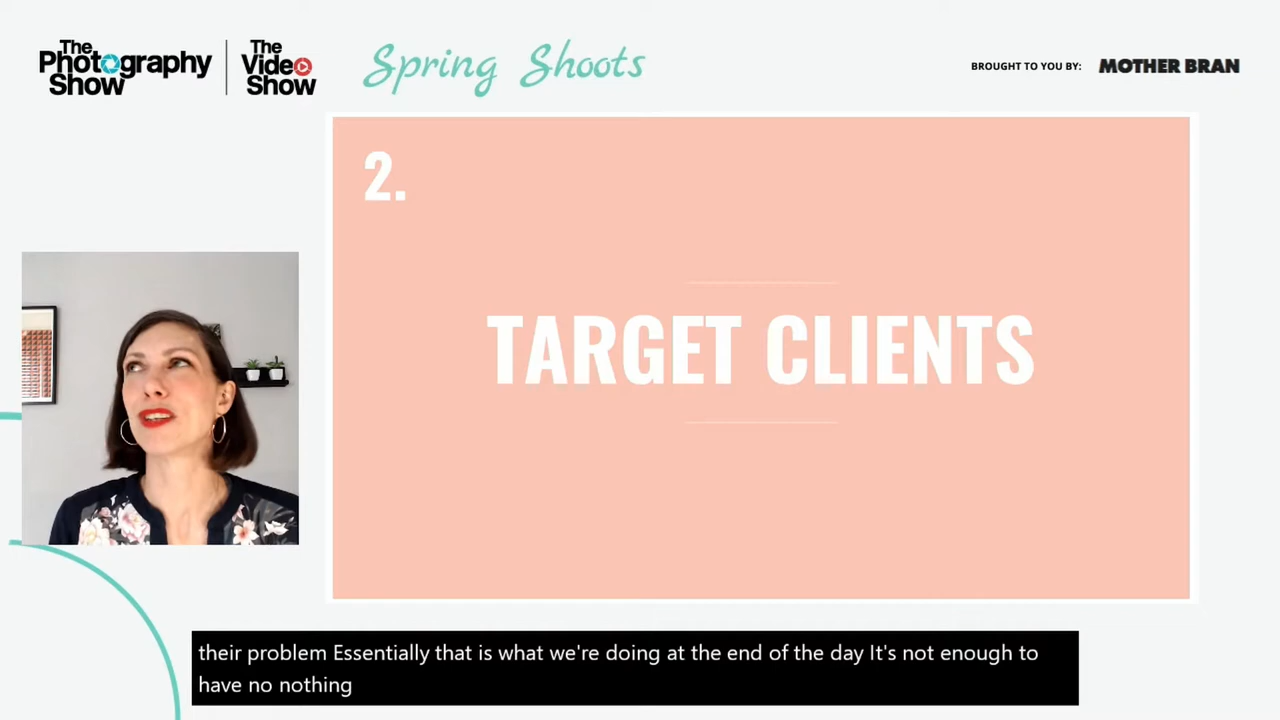 The
Photography
Show
The
Video
Show
Spring Shoots
BROUGHT TO YOU BY:
MOTHER BRAN
2.
TARGET CLIENTS
their problem Essentially that is what we're doing at the end of the day It's not enough to
have no nothing